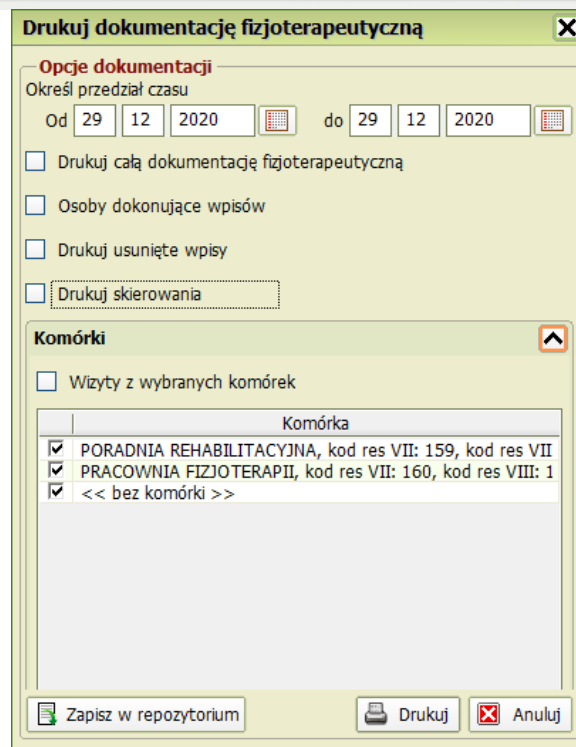 Drukuj dokumentację fizjoterapeutyczną
Opcje dokumentacji
Określ przedział czasu
Od 29 12 2020 do 29 12 2020
Drukuj całą dokumentację fizjoterapeutyczną
Osoby dokonujące wpisów
Drukuj usunięte wpisy
Drukuj skierowania
Komórki
Wizyty z wybranych komórek
Komórka
PORADNIA REHABILITACYJNA, kod res VII: 159, kod res VII
PRACOWNIA FIZJOTERAPII, kod res VII: 160, kod res VIII: 1
<< bez komórki >>
Zapisz w repozytorium Drukuj Anuluj